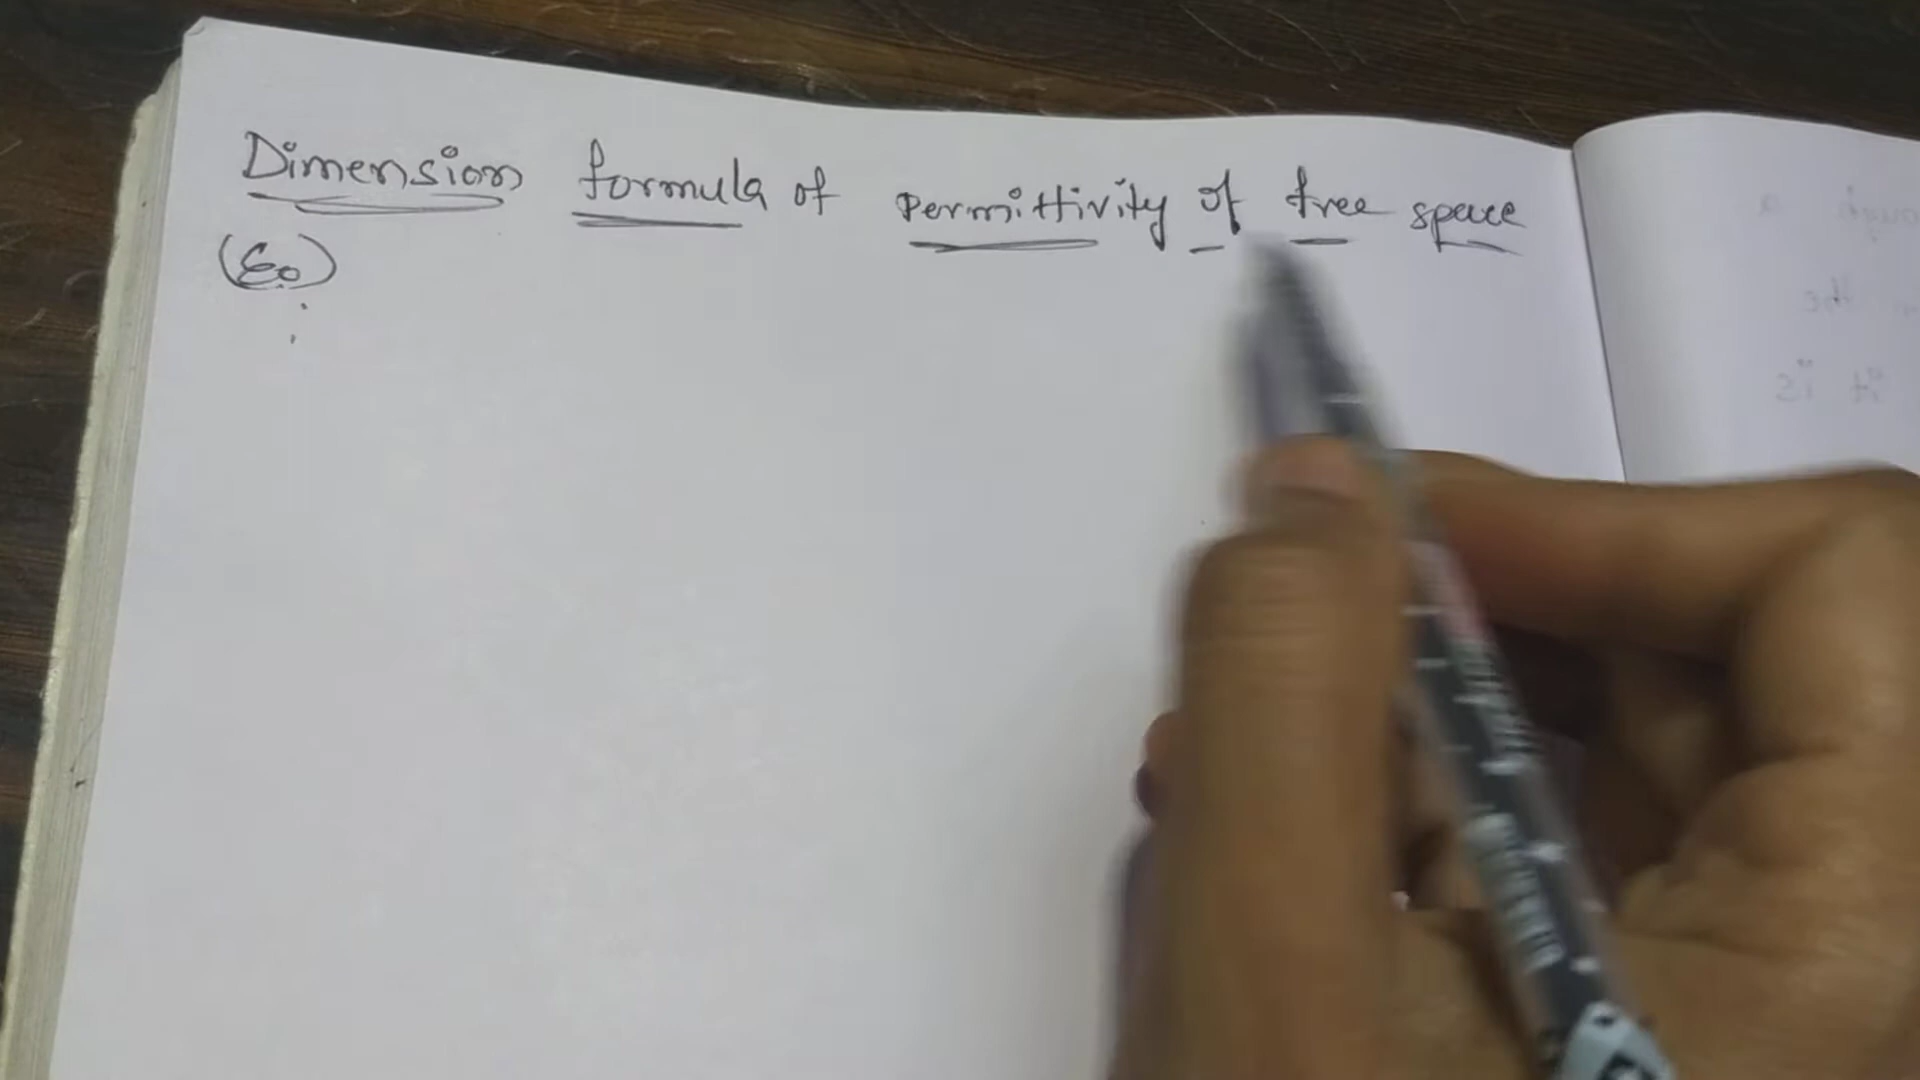 Dimension formula of permittivity of free space
(ε₀)
: